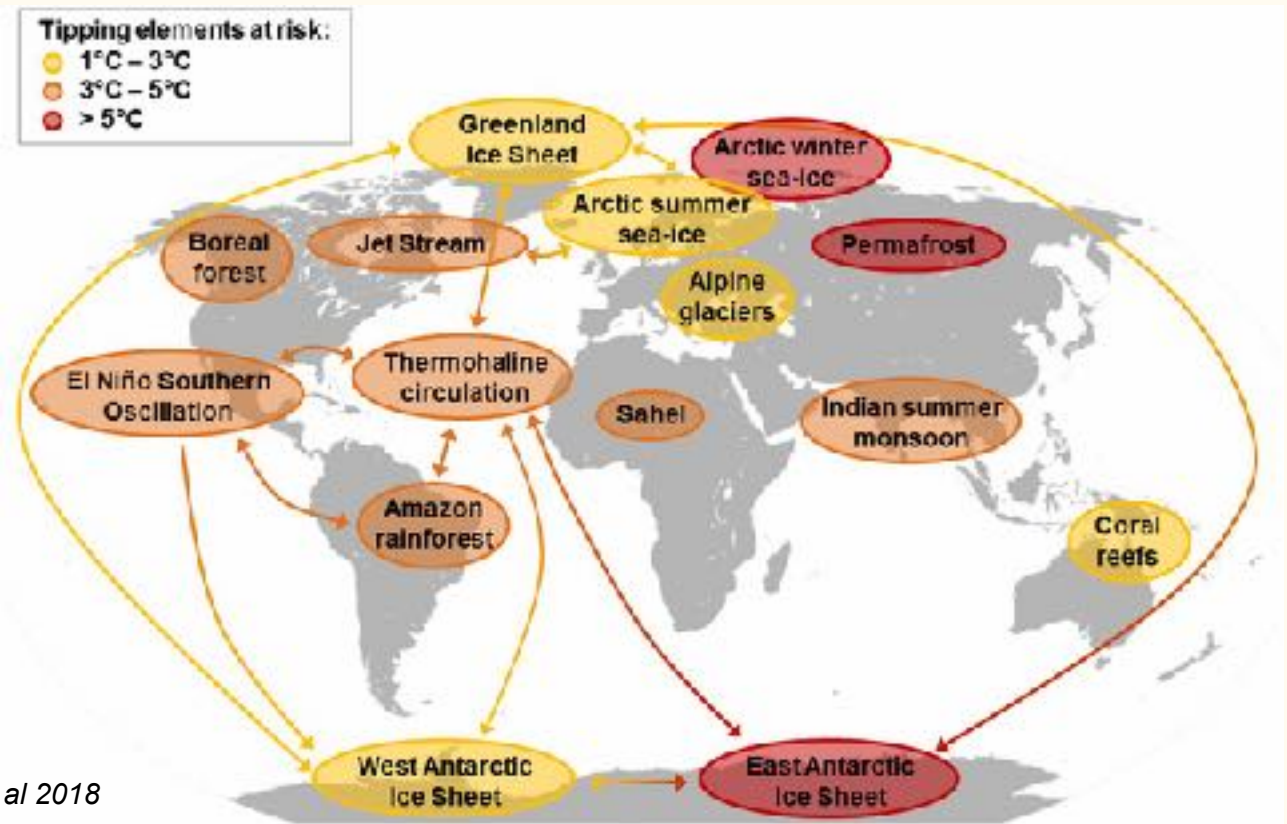 Tipping elements at risk:
1°C – 3°C
3°C – 5°C
> 5°C
Greenland
Ice Sheet
Arctic winter
sea-ice
Arctic summer
sea-ice
Boreal
forest
Jet Stream
Permafrost
Alpine
glaciers
El Niño Southern
Oscillation
Thermohaline
circulation
Sahel
Indian summer
monsoon
Amazon
rainforest
Coral
reefs
West Antarctic
Ice Sheet
East Antarctic
Ice Sheet
al 2018